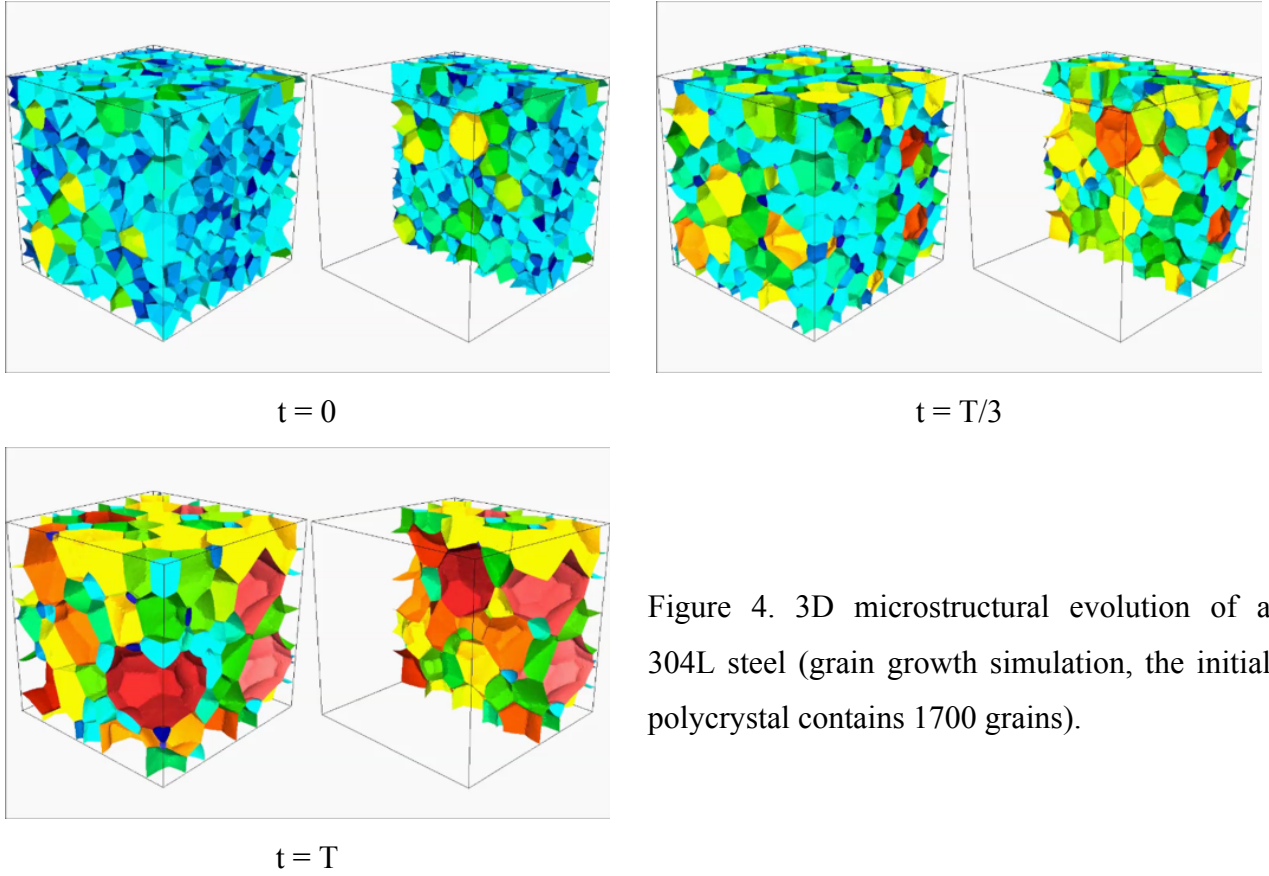 t = 0
t = T/3
Figure 4. 3D microstructural evolution of a
304L steel (grain growth simulation, the initial
polycrystal contains 1700 grains).
t = T